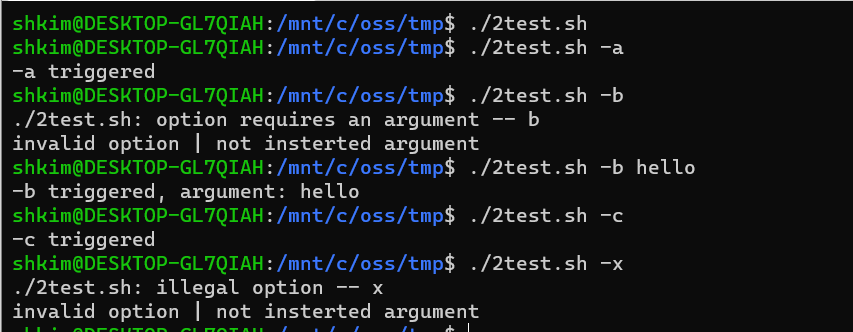 shkim@DESKTOP-GL7QIAH:/mnt/c/oss/tmp$ ./2test.sh
shkim@DESKTOP-GL7QIAH:/mnt/c/oss/tmp$ ./2test.sh -a
-a triggered
shkim@DESKTOP-GL7QIAH:/mnt/c/oss/tmp$ ./2test.sh -b
./2test.sh: option requires an argument -- b
invalid option | not insterted argument
shkim@DESKTOP-GL7QIAH:/mnt/c/oss/tmp$ ./2test.sh -b hello
-b triggered, argument: hello
shkim@DESKTOP-GL7QIAH:/mnt/c/oss/tmp$ ./2test.sh -c
-c triggered
shkim@DESKTOP-GL7QIAH:/mnt/c/oss/tmp$ ./2test.sh -x
./2test.sh: illegal option -- x
invalid option | not insterted argument